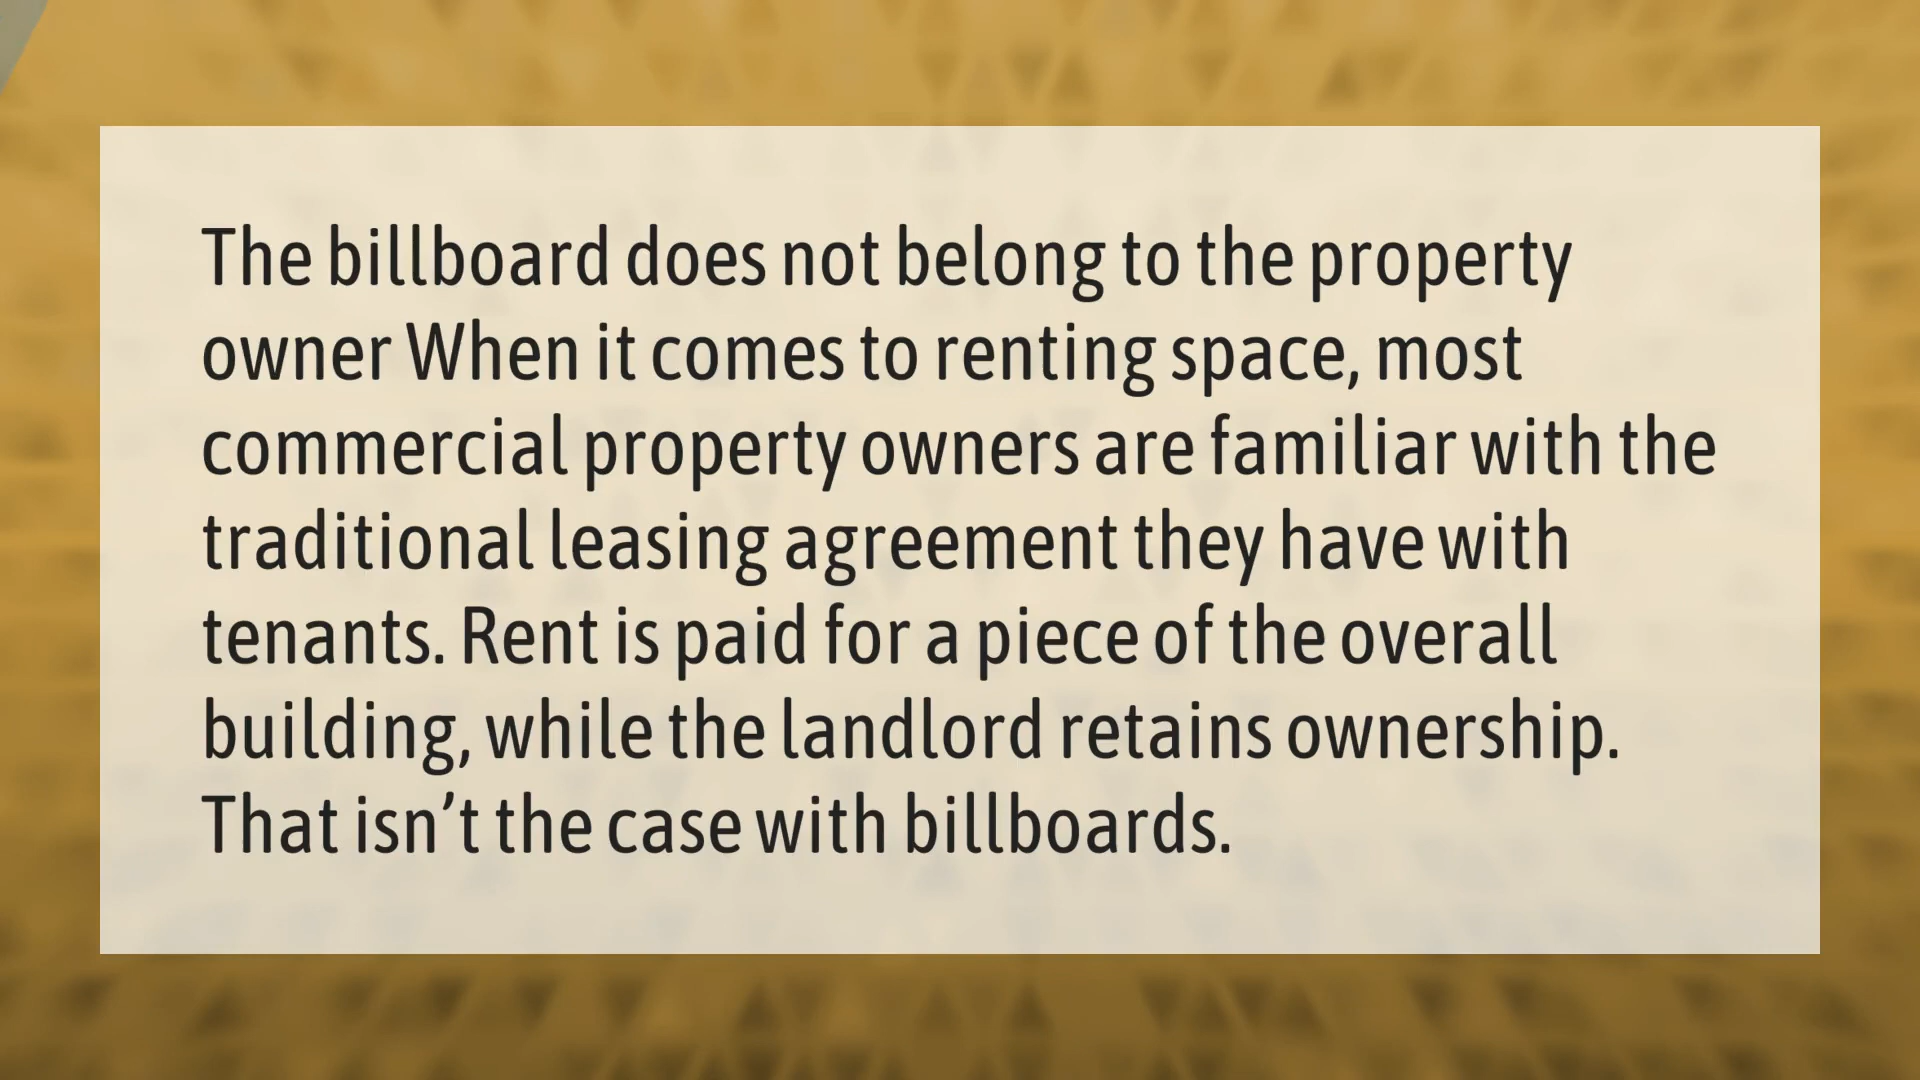 The billboard does not belong to the property
owner When it comes to renting space, most
commercial property owners are familiar with the
traditional leasing agreement they have with
tenants. Rent is paid for a piece of the overall
building, while the landlord retains ownership.
That isn’t the case with billboards.